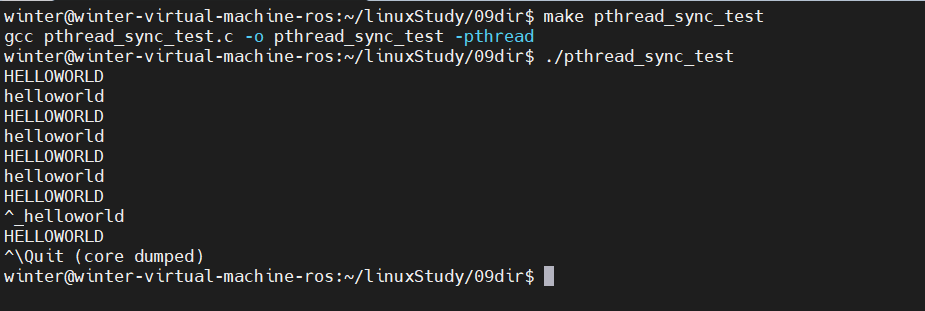 winter@winter-virtual-machine-ros:~/linuxStudy/09dir$ make pthread_sync_test
gcc pthread_sync_test.c -o pthread_sync_test -pthread
winter@winter-virtual-machine-ros:~/linuxStudy/09dir$ ./pthread_sync_test
HELLOWORLD
helloworld
HELLOWORLD
helloworld
HELLOWORLD
helloworld
HELLOWORLD
^_helloworld
HELLOWORLD
^\Quit (core dumped)
winter@winter-virtual-machine-ros:~/linuxStudy/09dir$